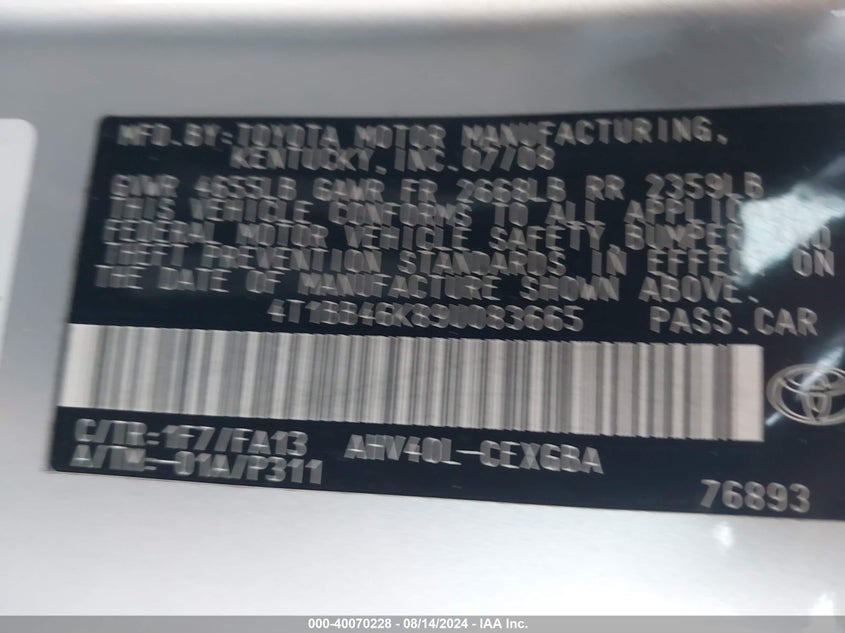 MFD.BY:TOYOTA MOTOR MANUFACTURING,
KENTUCKY, INC. 07/08
GVWR 4655LB GAWR FR 2668LB RR 2359LB
THIS VEHICLE CONFORMS TO ALL APPLIC
FEDERAL MOTOR VEHICLE SAFETY, BUMPER, AND
THEFT PREVENTION STANDARDS IN EFFECT ON
THE DATE OF MANUFACTURE SHOWN ABOVE.
4T1BB46K89U083665 PASS.CAR
C/TR:1F7/FA13 AHV40L-CEXGBA
A/TM:-01A/P311
76893
000-40070228 - 08/14/2024 - IAA Inc.